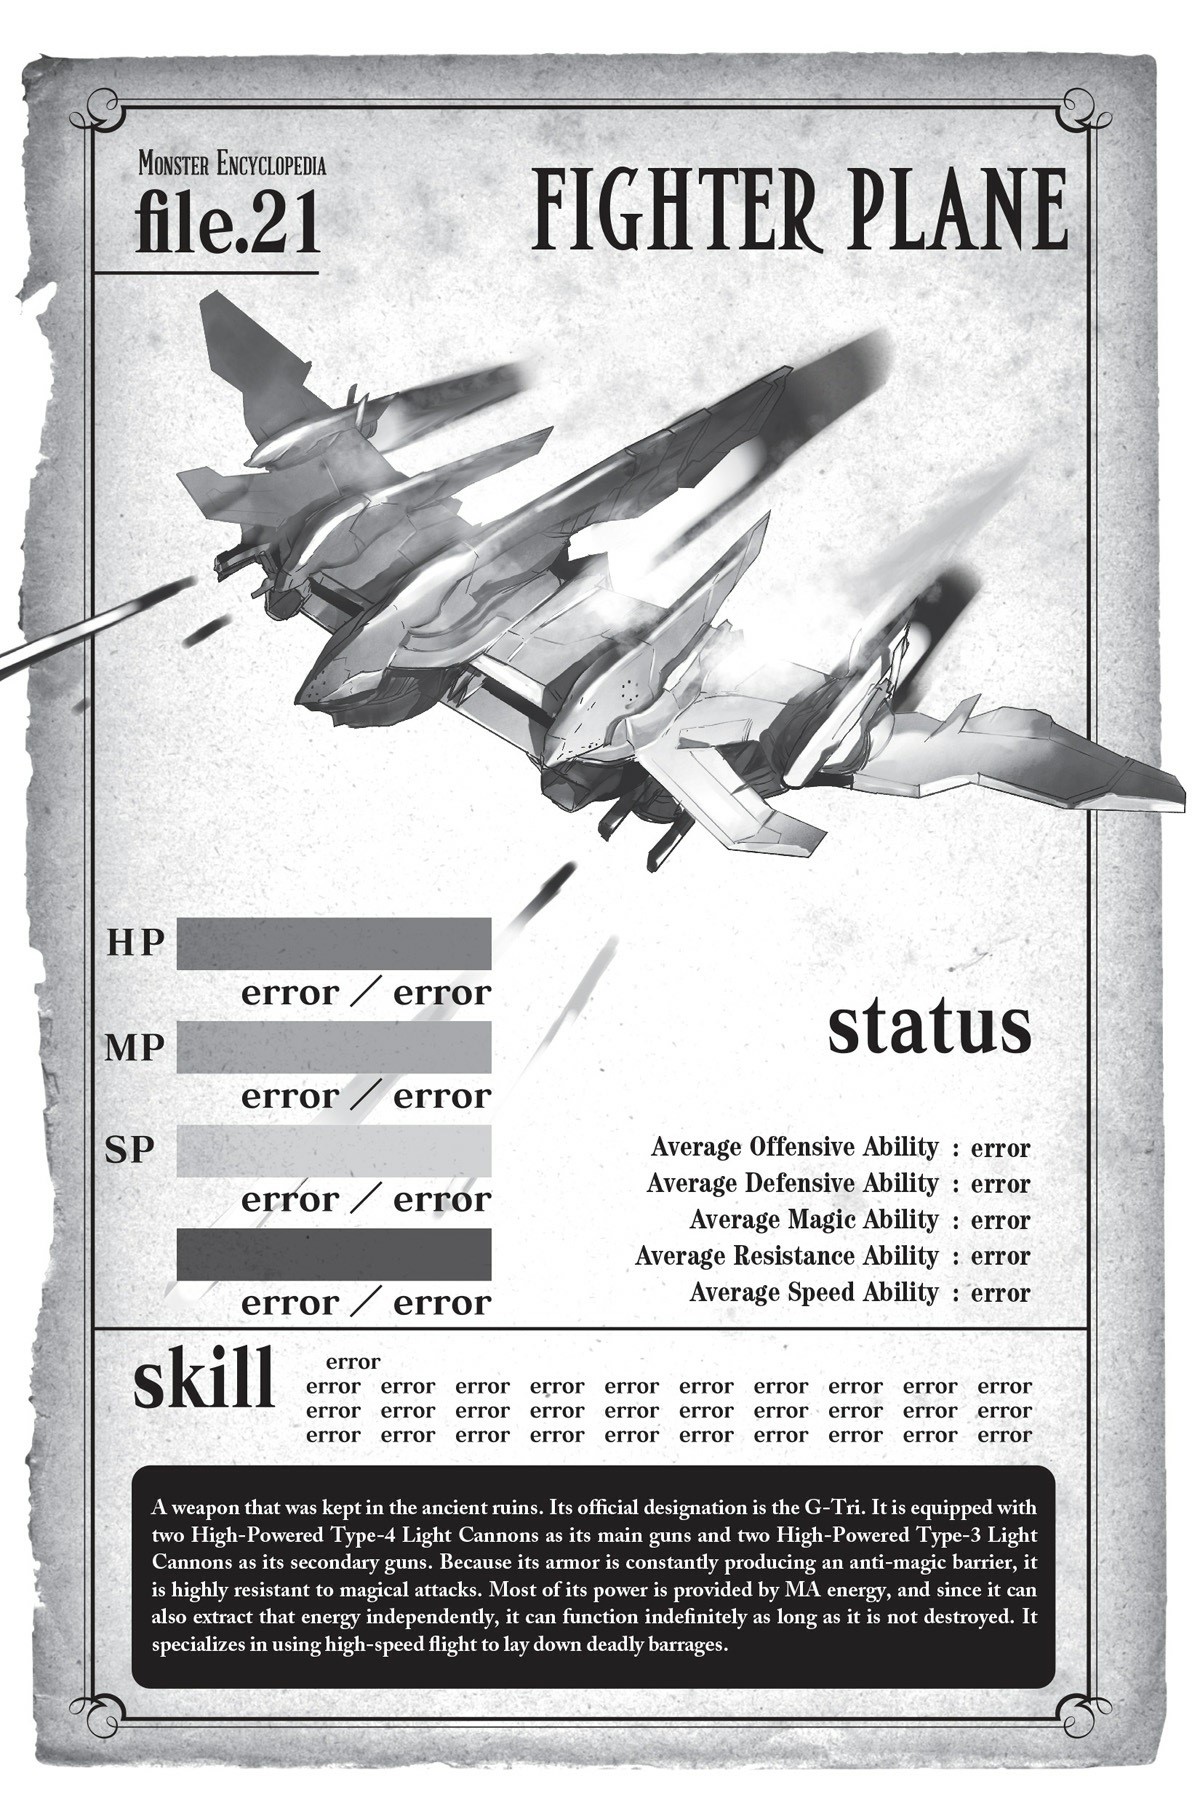 Monster Encyclopedia
file.21
FIGHTER PLANE
HP
error / error
MP
error / error
SP
error / error
error / error
status
Average Offensive Ability : error
Average Defensive Ability : error
Average Magic Ability : error
Average Resistance Ability : error
Average Speed Ability : error
skill
error
error error error error error error error error error error
error error error error error error error error error error
error error error error error error error error error error
A weapon that was kept in the ancient ruins. Its official designation is the G-Tri. It is equipped with
two High-Powered Type-4 Light Cannons as its main guns and two High-Powered Type-3 Light
Cannons as its secondary guns. Because its armor is constantly producing an anti-magic barrier, it
is highly resistant to magical attacks. Most of its power is provided by MA energy, and since it can
also extract that energy independently, it can function indefinitely as long as it is not destroyed. It
specializes in using high-speed flight to lay down deadly barrages.